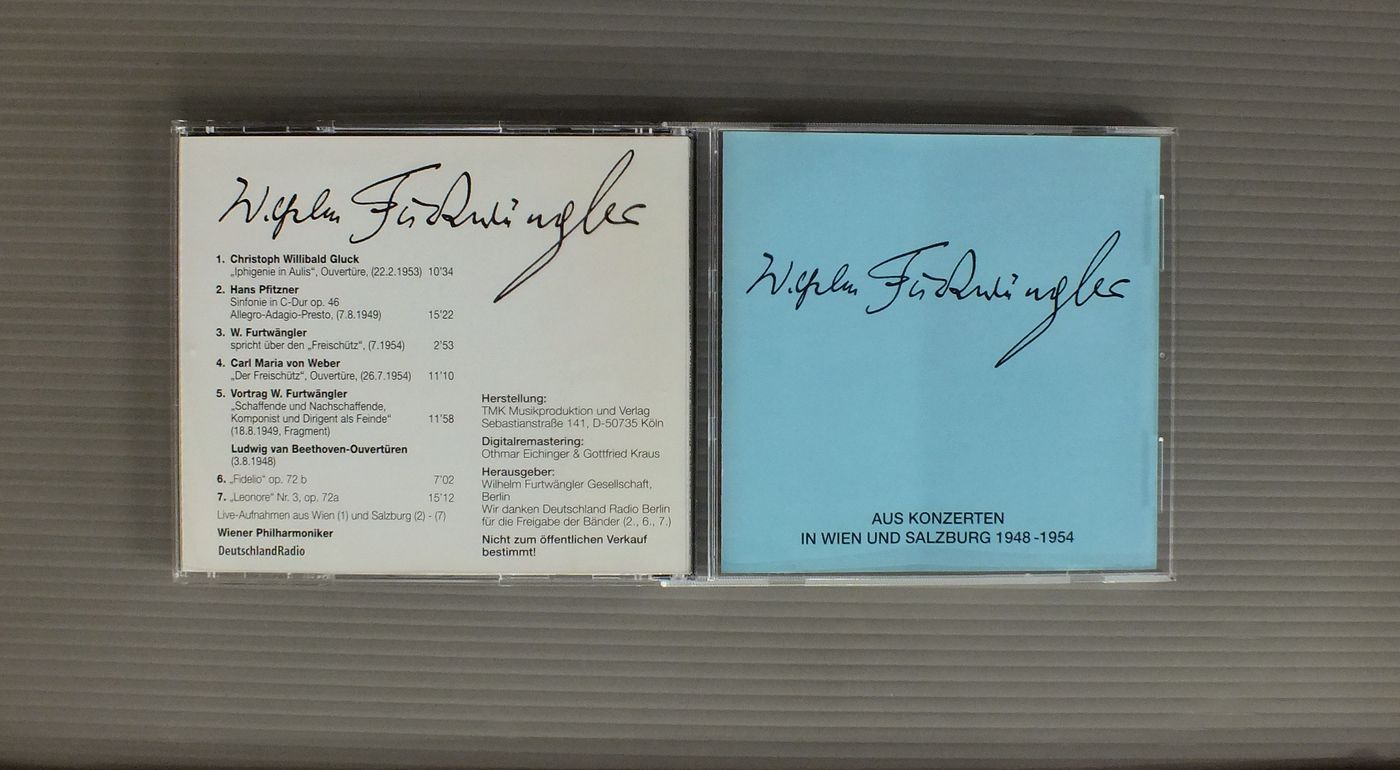 Wilhelm Furtwängler
1. Christoph Willibald Gluck
„Iphigenie in Aulis“, Ouvertüre, (22.2.1953) 10'34
2. Hans Pfitzner
Sinfonie in C-Dur op. 46
Allegro-Adagio-Presto, (7.8.1949) 15'22
3. W. Furtwängler
spricht über den „Freischütz“, (7.1954) 2'53
4. Carl Maria von Weber
„Der Freischütz“, Ouvertüre, (26.7.1954) 11'10
5. Vortrag W. Furtwängler
„Schaffende und Nachschaffende,
Komponist und Dirigent als Feinde“ 11'58
(18.8.1949, Fragment)
Ludwig van Beethoven-Ouvertüren
(3.8.1948)
6. „Fidelio“ op. 72 b 7'02
7. „Leonore“ Nr. 3, op. 72a 15'12
Live-Aufnahmen aus Wien (1) und Salzburg (2) - (7)
Wiener Philharmoniker
DeutschlandRadio
Herstellung:
TMK Musikproduktion und Verlag
Sebastianstraße 141, D-50735 Köln
Digitalremastering:
Othmar Eichinger & Gottfried Kraus
Herausgeber:
Wilhelm Furtwängler Gesellschaft,
Berlin
Wir danken Deutschland Radio Berlin
für die Freigabe der Bänder (2., 6., 7.)
Nicht zum öffentlichen Verkauf
bestimmt!
Wilhelm Furtwängler
AUS KONZERTEN
IN WIEN UND SALZBURG 1948-1954